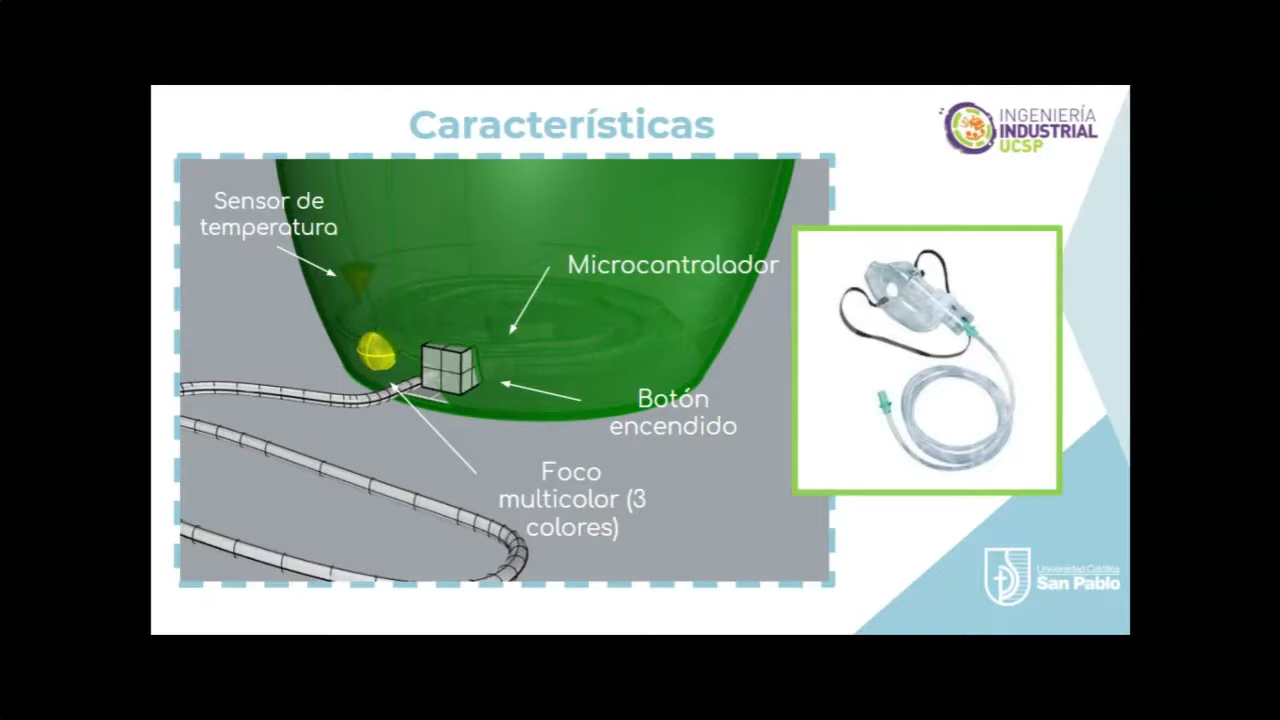 Características
INGENIERÍA
INDUSTRIAL
UCSP
Sensor de
temperatura
Microcontrolador
Botón
encendido
Foco
multicolor (3
colores)
Universidad Católica
San Pablo